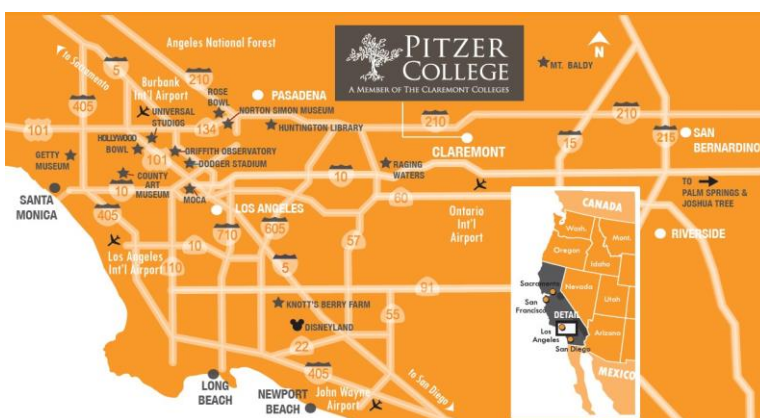 Angeles National Forest
to Sacramento
5
405
Burbank
Int'l Airport
210
PITZER
COLLEGE
A MEMBER OF THE CLAREMONT COLLEGES
N
MT. BALDY
ROSE
BOWL
PASADENA
UNIVERSAL
STUDIOS
NORTON SIMON MUSEUM
101
134
HUNTINGTON LIBRARY
210
210
HOLLYWOOD
BOWL
101
GRIFFITH OBSERVATORY
CLAREMONT
15
215
SAN
BERNARDINO
GETTY
MUSEUM
DODGER STADIUM
RAGING
WATERS
COUNTY
ART
MUSEUM
10
10
10
SANTA
MONICA
MOCA
60
TO
PALM SPRINGS &
JOSHUA TREE
405
LOS ANGELES
Ontario
Int'l
Airport
710
605
RIVERSIDE
Los Angeles
Int'l Airport
10
57
110
5
91
KNOTT'S BERRY FARM
55
DISNEYLAND
22
405
LONG
BEACH
NEWPORT
BEACH
John Wayne
Airport
to San Diego
15
CANADA
Wash.
Mont.
Oregon
Idaho
Sacramento
Nevada
San
Francisco
Utah
DETAIL
Los
Angeles
Arizona
San Diego
MEXICO